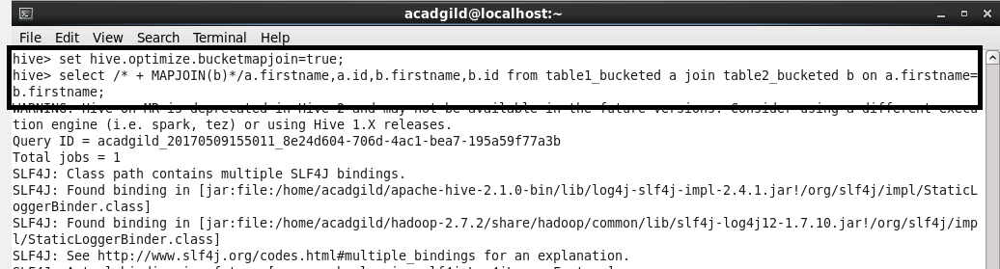 acadgild@localhost:~
File Edit View Search Terminal Help
hive> set hive.optimize.bucketmapjoin=true;
hive> select /* + MAPJOIN(b)*/a.firstname,a.id,b.firstname,b.id from table1_bucketed a join table2_bucketed b on a.firstname=
b.firstname;
WARNING: Hive-on-MR is deprecated in Hive 2 and may not be available in the future versions. Consider using a different execu
tion engine (i.e. spark, tez) or using Hive 1.X releases.
Query ID = acadgild_20170509155011_8e24d604-706d-4ac1-bea7-195a59f77a3b
Total jobs = 1
SLF4J: Class path contains multiple SLF4J bindings.
SLF4J: Found binding in [jar:file:/home/acadgild/apache-hive-2.1.0-bin/lib/log4j-slf4j-impl-2.4.1.jar!/org/slf4j/impl/StaticL
oggerBinder.class]
SLF4J: Found binding in [jar:file:/home/acadgild/hadoop-2.7.2/share/hadoop/common/lib/slf4j-log4j12-1.7.10.jar!/org/slf4j/imp
l/StaticLoggerBinder.class]
SLF4J: See http://www.slf4j.org/codes.html#multiple_bindings for an explanation.